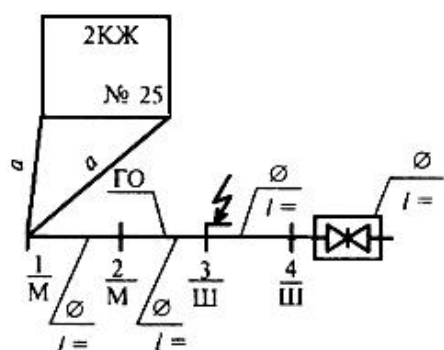 2КЖ
№ 25
a
a
ГО
Ø
l =
Ø
l =
1
М
2
М
3
Ш
4
Ш
Ø
l =
Ø
l =